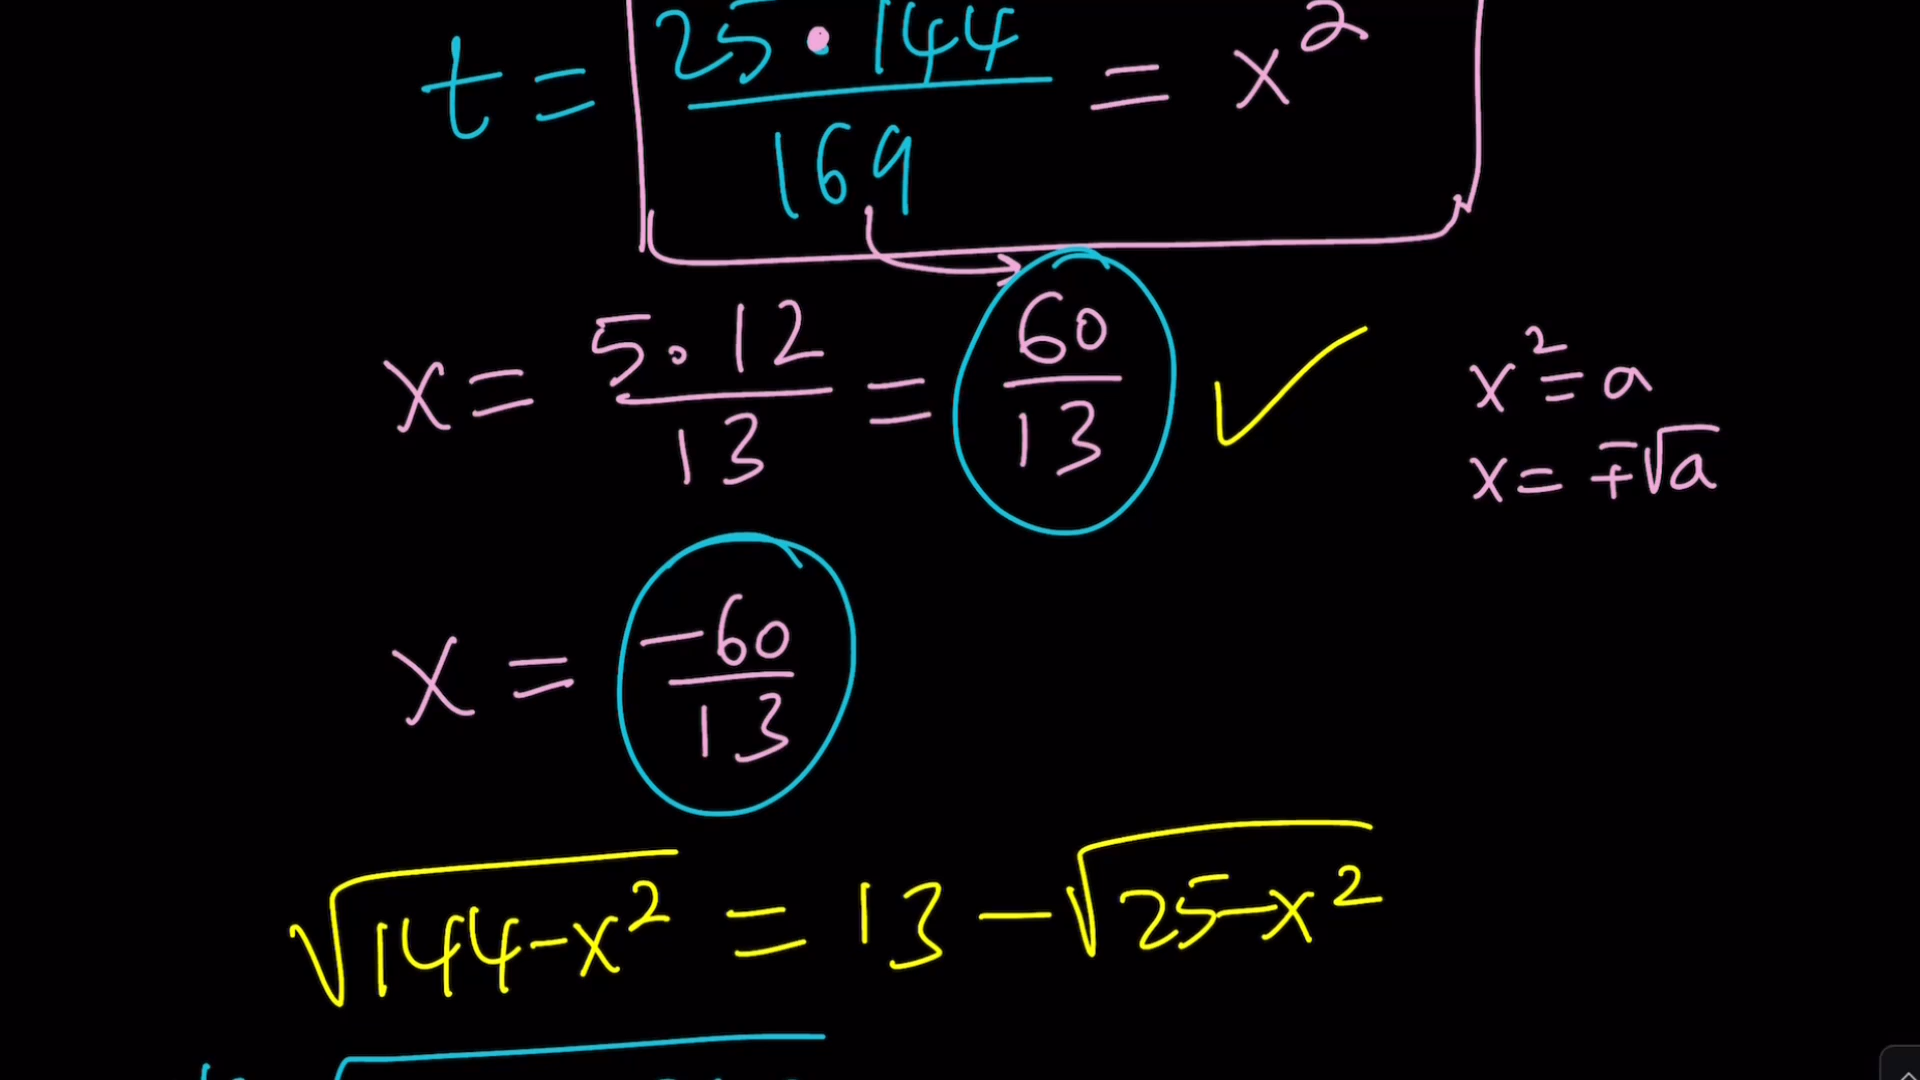 t = 25 • 144 / 169 = x²
x = 5 · 12 / 13 = 60 / 13 ✓
x² = a
x = ∓√a
x = -60 / 13
√144-x² = 13 - √25-x²